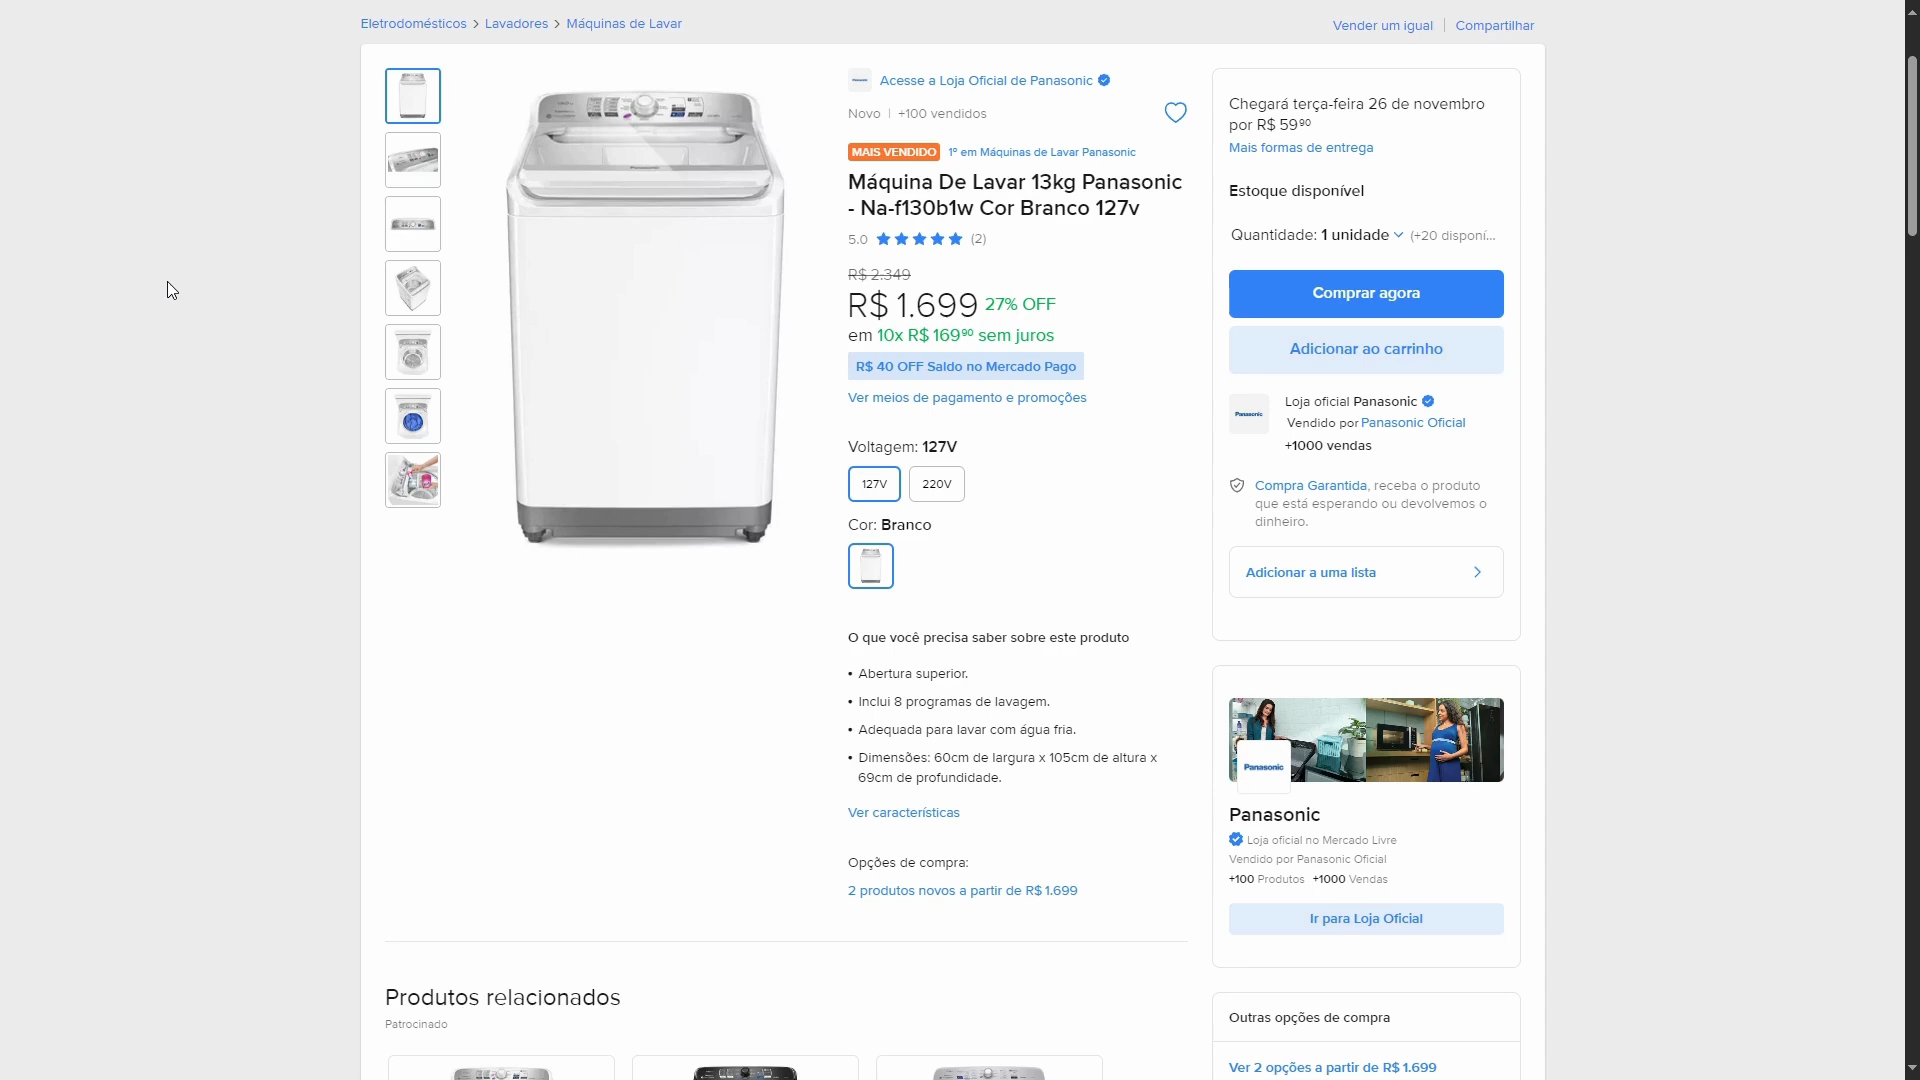 Eletrodomésticos > Lavadores > Máquinas de Lavar
Vender um igual | Compartilhar
Panasonic
Acesse a Loja Oficial de Panasonic
Novo | +100 vendidos
MAIS VENDIDO 1º em Máquinas de Lavar Panasonic
Máquina De Lavar 13kg Panasonic
- Na-f130b1w Cor Branco 127v
5.0 (2)
R$ 2.349
R$ 1.699 27% OFF
em 10x R$ 169⁹⁰ sem juros
R$ 40 OFF Saldo no Mercado Pago
Ver meios de pagamento e promoções
Voltagem: 127V
127V
220V
Cor: Branco
O que você precisa saber sobre este produto
• Abertura superior.
• Inclui 8 programas de lavagem.
• Adequada para lavar com água fria.
• Dimensões: 60cm de largura x 105cm de altura x
69cm de profundidade.
Ver características
Opções de compra:
2 produtos novos a partir de R$ 1.699
Chegará terça-feira 26 de novembro
por R$ 59⁹⁰
Mais formas de entrega
Estoque disponível
Quantidade: 1 unidade (+20 disponí...
Comprar agora
Adicionar ao carrinho
Panasonic
Loja oficial Panasonic
Vendido por Panasonic Oficial
+1000 vendas
Compra Garantida, receba o produto
que está esperando ou devolvemos o
dinheiro.
Adicionar a uma lista
Panasonic
Panasonic
Loja oficial no Mercado Livre
Vendido por Panasonic Oficial
+100 Produtos +1000 Vendas
Ir para Loja Oficial
Produtos relacionados
Patrocinado
Outras opções de compra
Ver 2 opções a partir de R$ 1.699